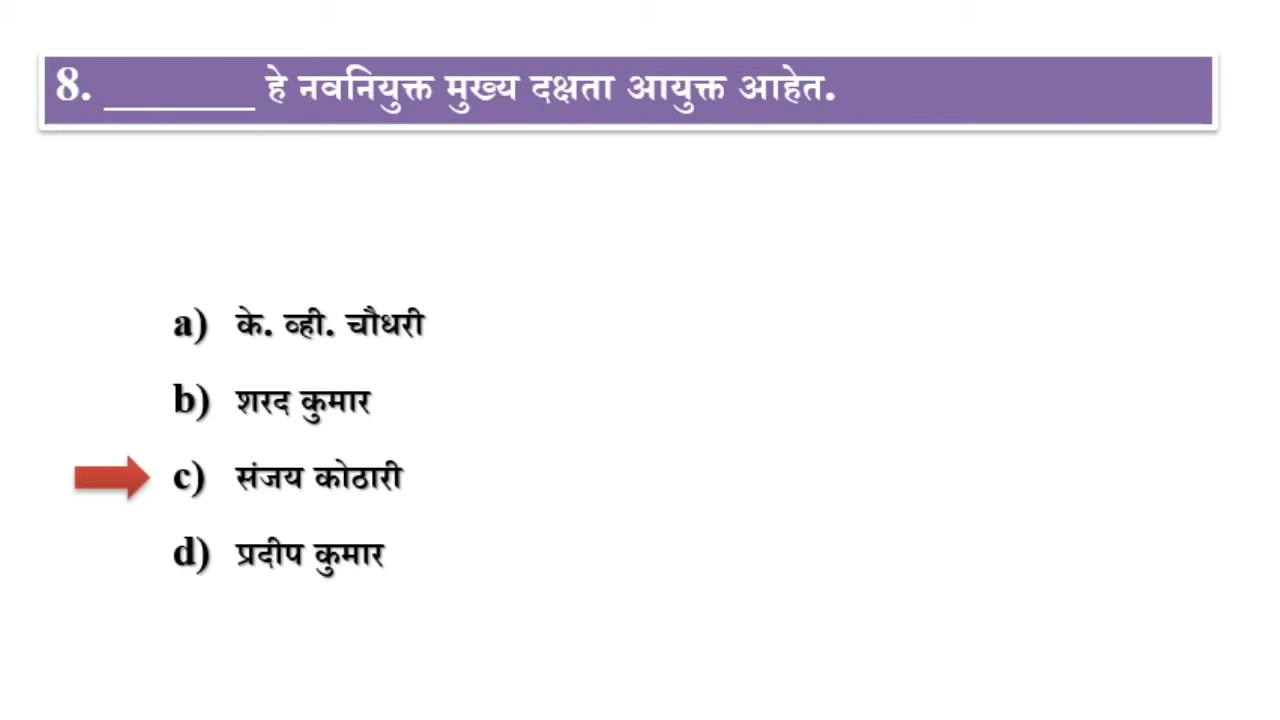 8. ________ हे नवनियुक्त मुख्य दक्षता आयुक्त आहेत.
a) के. व्ही. चौधरी
b) शरद कुमार
c) संजय कोठारी
d) प्रदीप कुमार